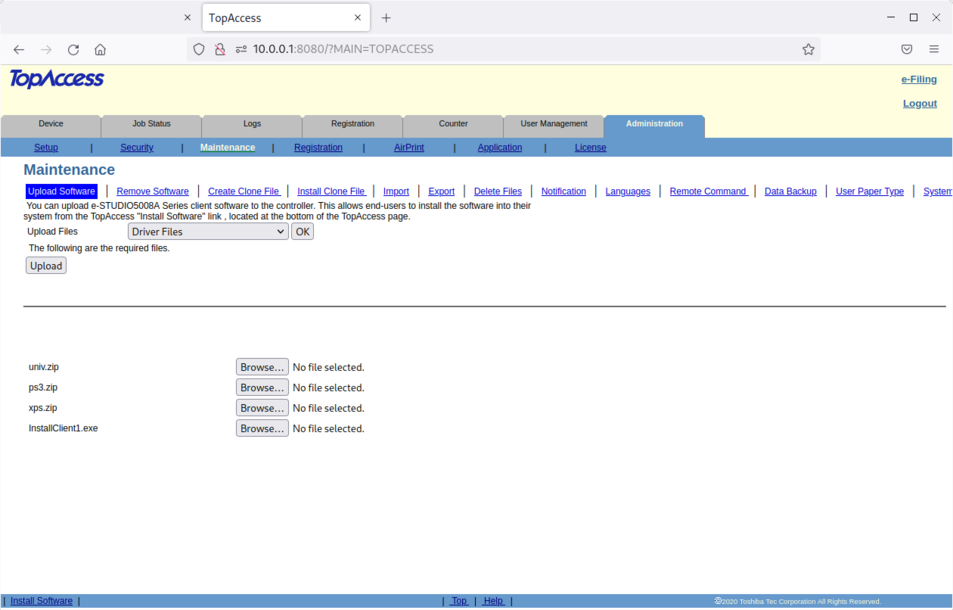 TopAccess
10.0.0.1:8080/?MAIN=TOPACCESS
TopAccess
e-Filing
Logout
Device Job Status Logs Registration Counter User Management Administration
Setup | Security | Maintenance | Registration | AirPrint | Application | License
Maintenance
Upload Software | Remove Software | Create Clone File | Install Clone File | Import | Export | Delete Files | Notification | Languages | Remote Command | Data Backup | User Paper Type | System
You can upload e-STUDIO5008A Series client software to the controller. This allows end-users to install the software into their
system from the TopAccess "Install Software" link , located at the bottom of the TopAccess page.
Upload Files Driver Files OK
The following are the required files.
Upload
univ.zip Browse... No file selected.
ps3.zip Browse... No file selected.
xps.zip Browse... No file selected.
InstallClient1.exe Browse... No file selected.
| Install Software | | Top | Help | ©2020 Toshiba Tec Corporation All Rights Reserved.